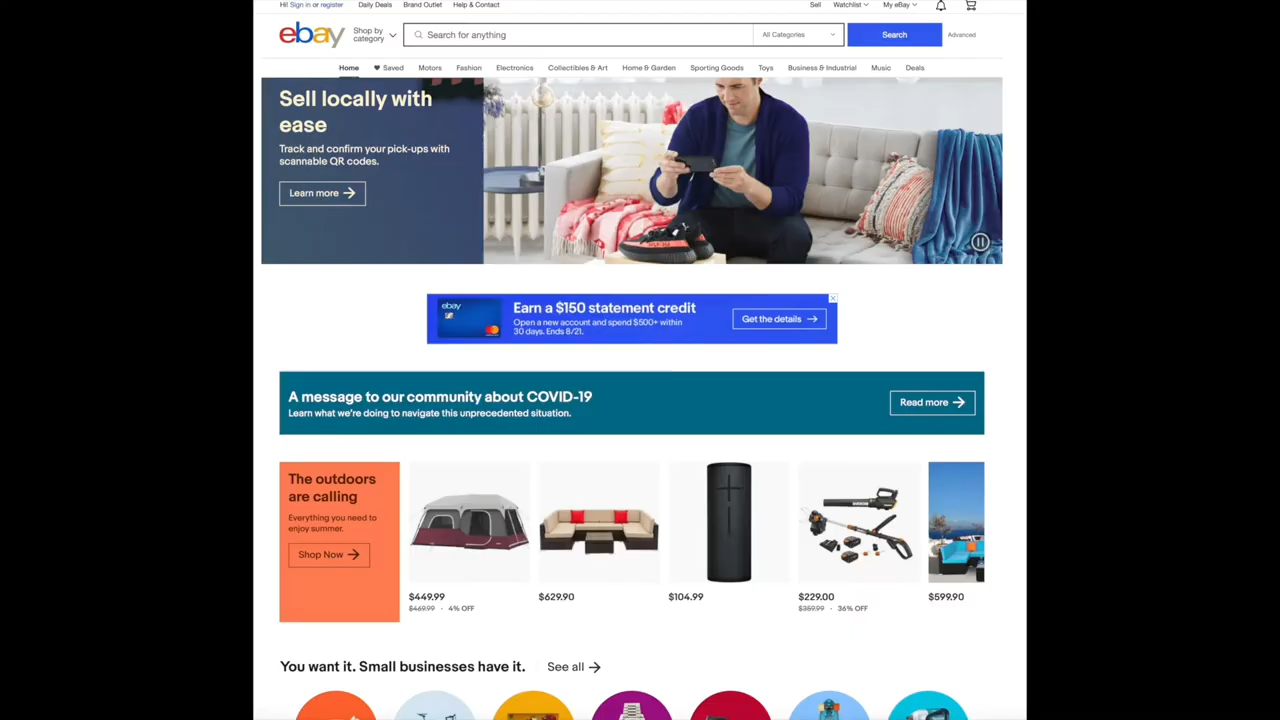 Hi! Sign in or register
Daily Deals
Brand Outlet
Help & Contact
Sell
Watchlist
My eBay
ebay
Shop by
category
Search for anything
All Categories
Search
Advanced
Home
Saved
Motors
Fashion
Electronics
Collectibles & Art
Home & Garden
Sporting Goods
Toys
Business & Industrial
Music
Deals
Sell locally with
ease
Track and confirm your pick-ups with
scannable QR codes.
Learn more
ebay
Earn a $150 statement credit
Open a new account and spend $500+ within
30 days. Ends 8/21.
Get the details
A message to our community about COVID-19
Learn what we're doing to navigate this unprecedented situation.
Read more
The outdoors
are calling
Everything you need to
enjoy summer.
Shop Now
$449.99
$469.99 · 4% OFF
$629.90
$104.99
$229.00
$359.99 · 36% OFF
$599.90
You want it. Small businesses have it.
See all